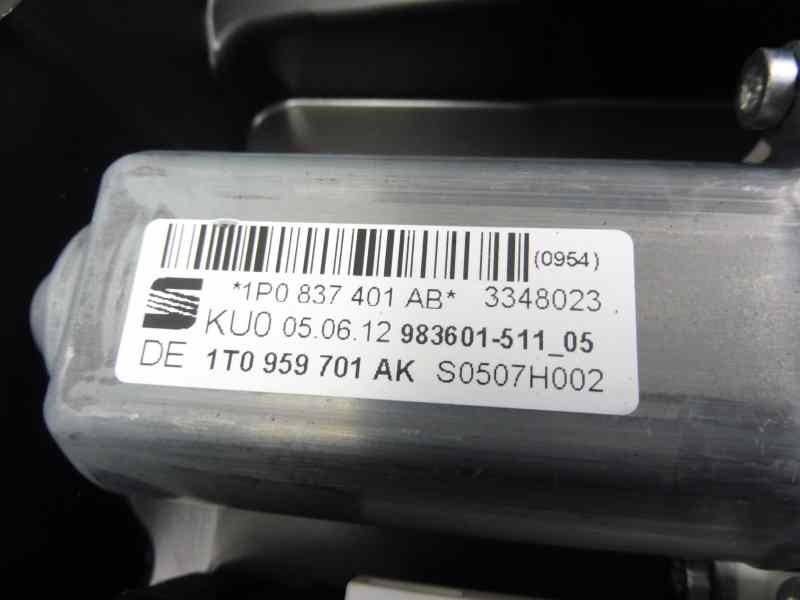 (0954)
*1P0 837 401 AB* 3348023
KU0 05.06.12 983601-511_05
DE 1T0 959 701 AK S0507H002